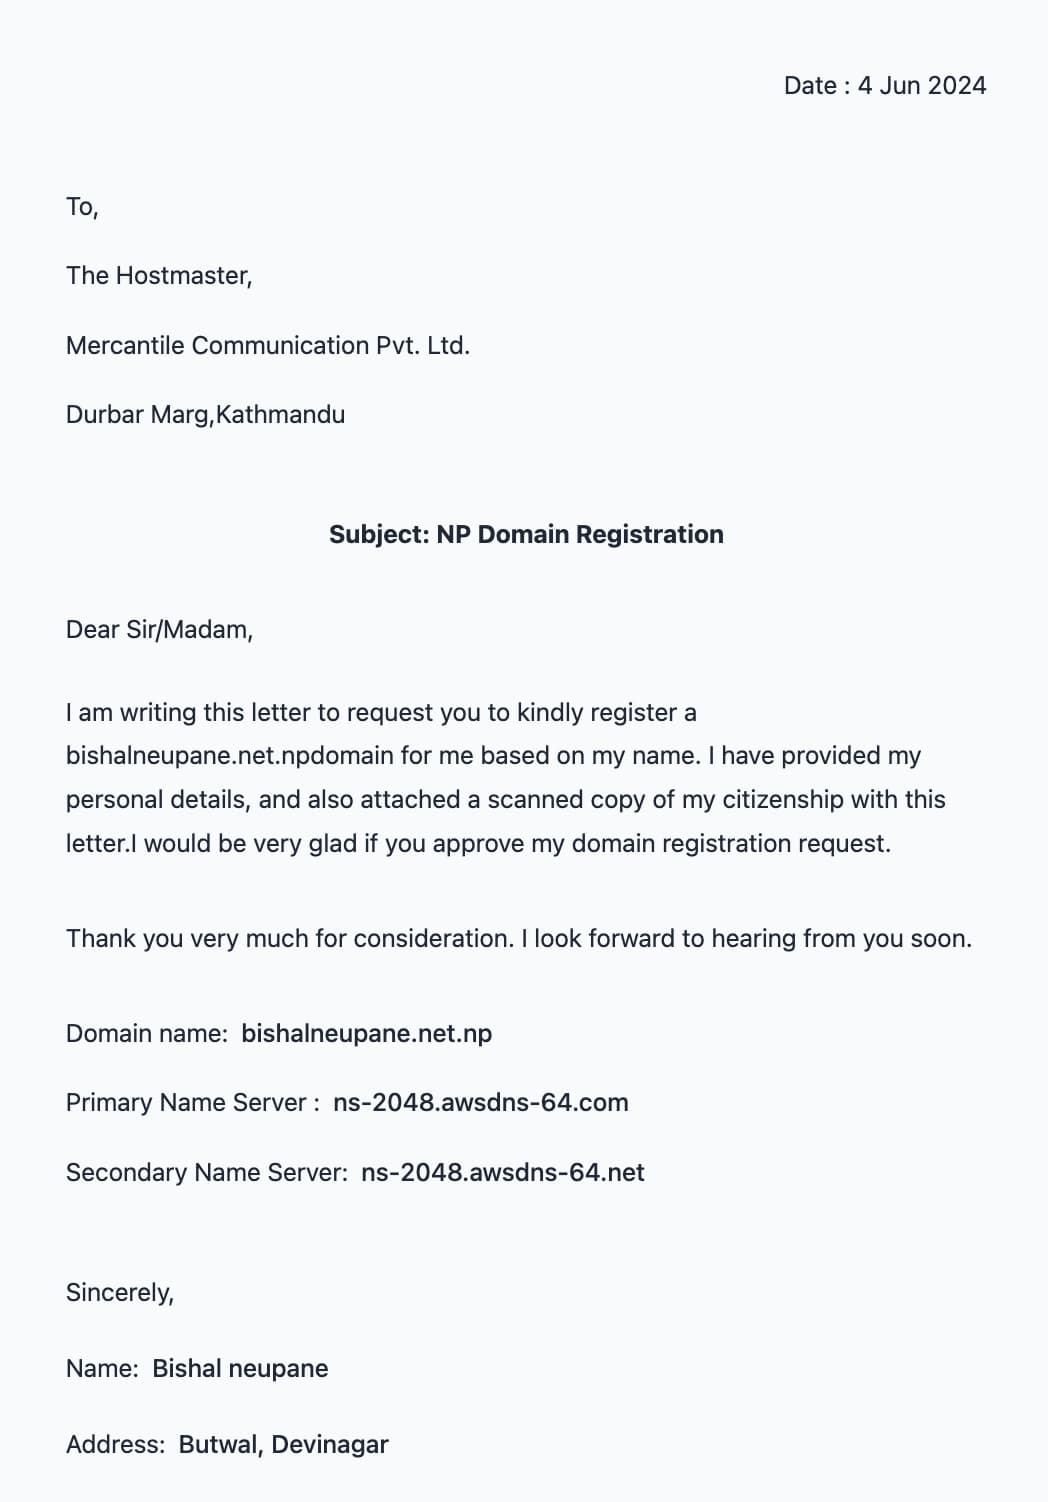 Date : 4 Jun 2024
To,
The Hostmaster,
Mercantile Communication Pvt. Ltd.
Durbar Marg,Kathmandu
Subject: NP Domain Registration
Dear Sir/Madam,
I am writing this letter to request you to kindly register a
bishalneupane.net.npdomain for me based on my name. I have provided my
personal details, and also attached a scanned copy of my citizenship with this
letter.I would be very glad if you approve my domain registration request.
Thank you very much for consideration. I look forward to hearing from you soon.
Domain name: bishalneupane.net.np
Primary Name Server : ns-2048.awsdns-64.com
Secondary Name Server: ns-2048.awsdns-64.net
Sincerely,
Name: Bishal neupane
Address: Butwal, Devinagar